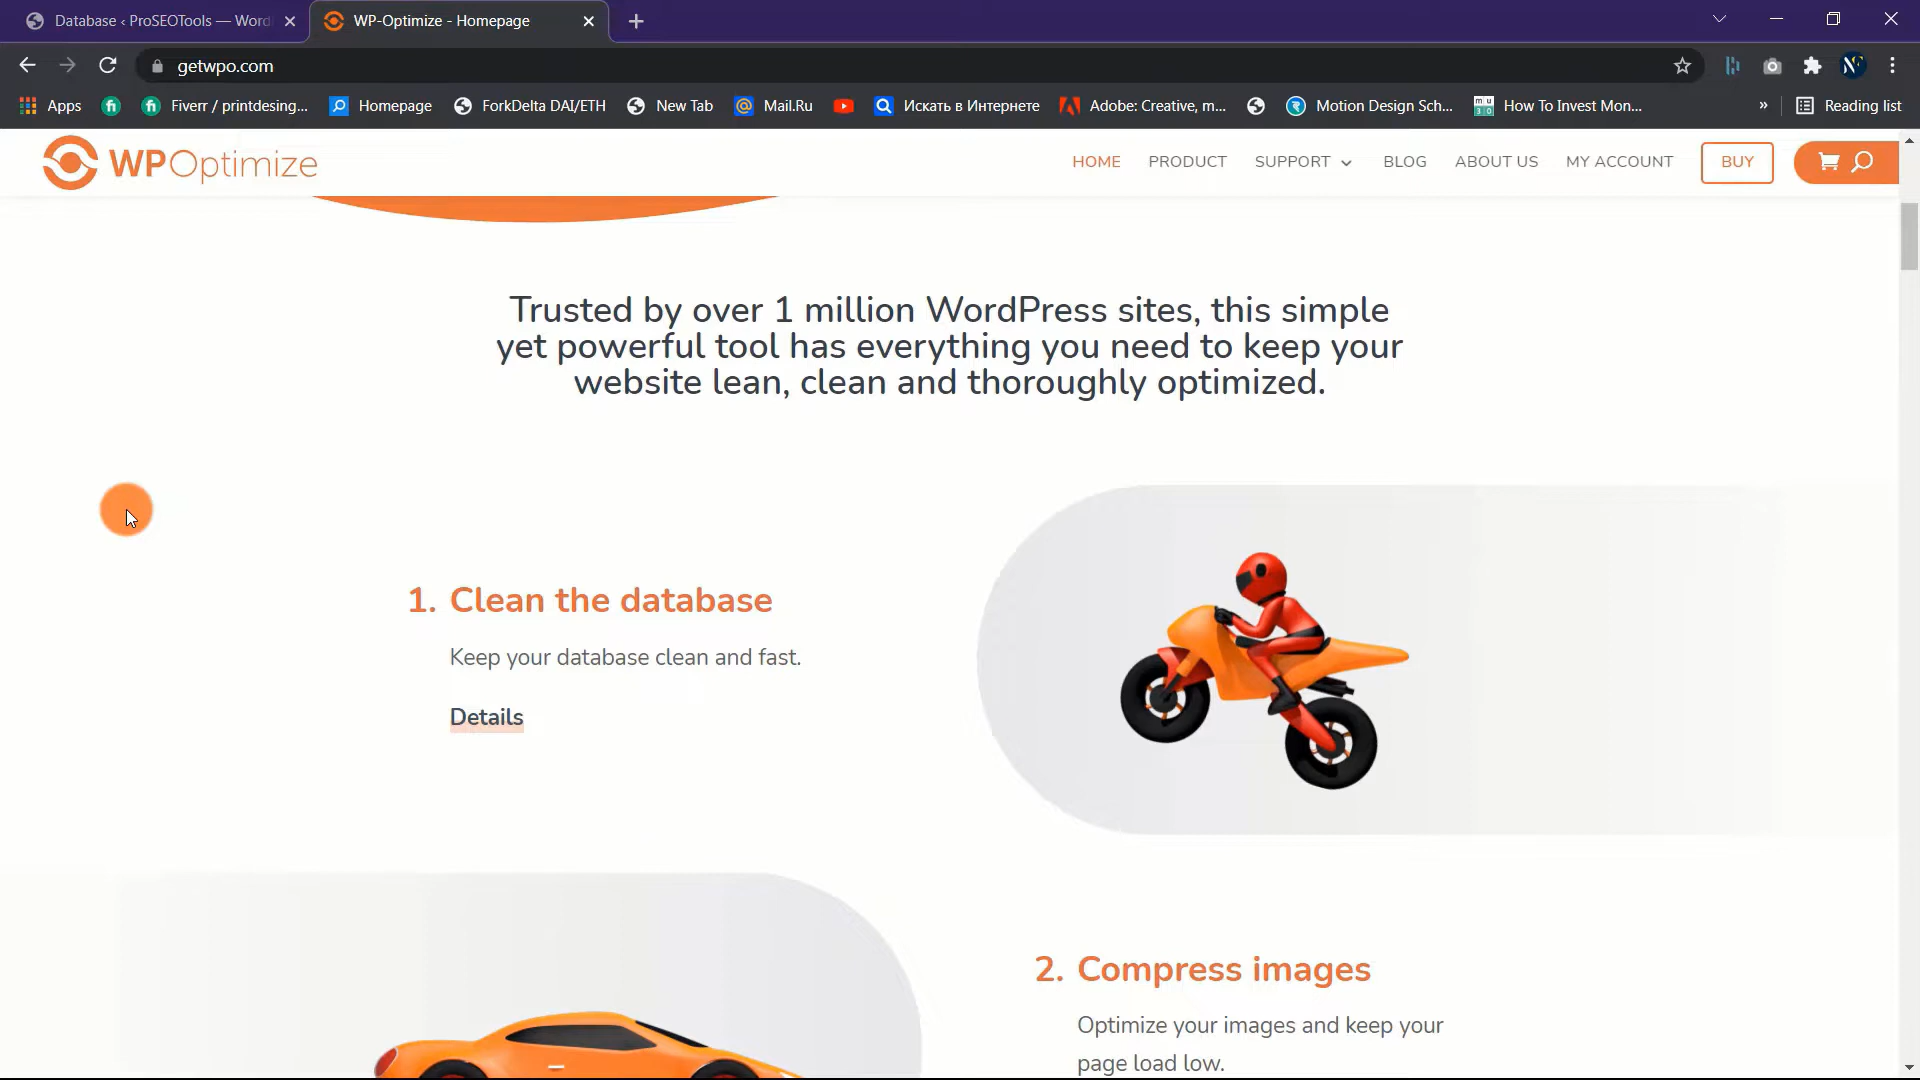 Database ‹ ProSEOTools — Word
WP-Optimize - Homepage
getwpo.com
Apps
Fiverr / printdesing...
Homepage
ForkDelta DAI/ETH
New Tab
Mail.Ru
Искать в Интернете
Adobe: Creative, m...
Motion Design Sch...
How To Invest Mon...
»
Reading list
WPOptimize
HOME
PRODUCT
SUPPORT
BLOG
ABOUT US
MY ACCOUNT
BUY
Trusted by over 1 million WordPress sites, this simple
yet powerful tool has everything you need to keep your
website lean, clean and thoroughly optimized.
1. Clean the database
Keep your database clean and fast.
Details
2. Compress images
Optimize your images and keep your
page load low.